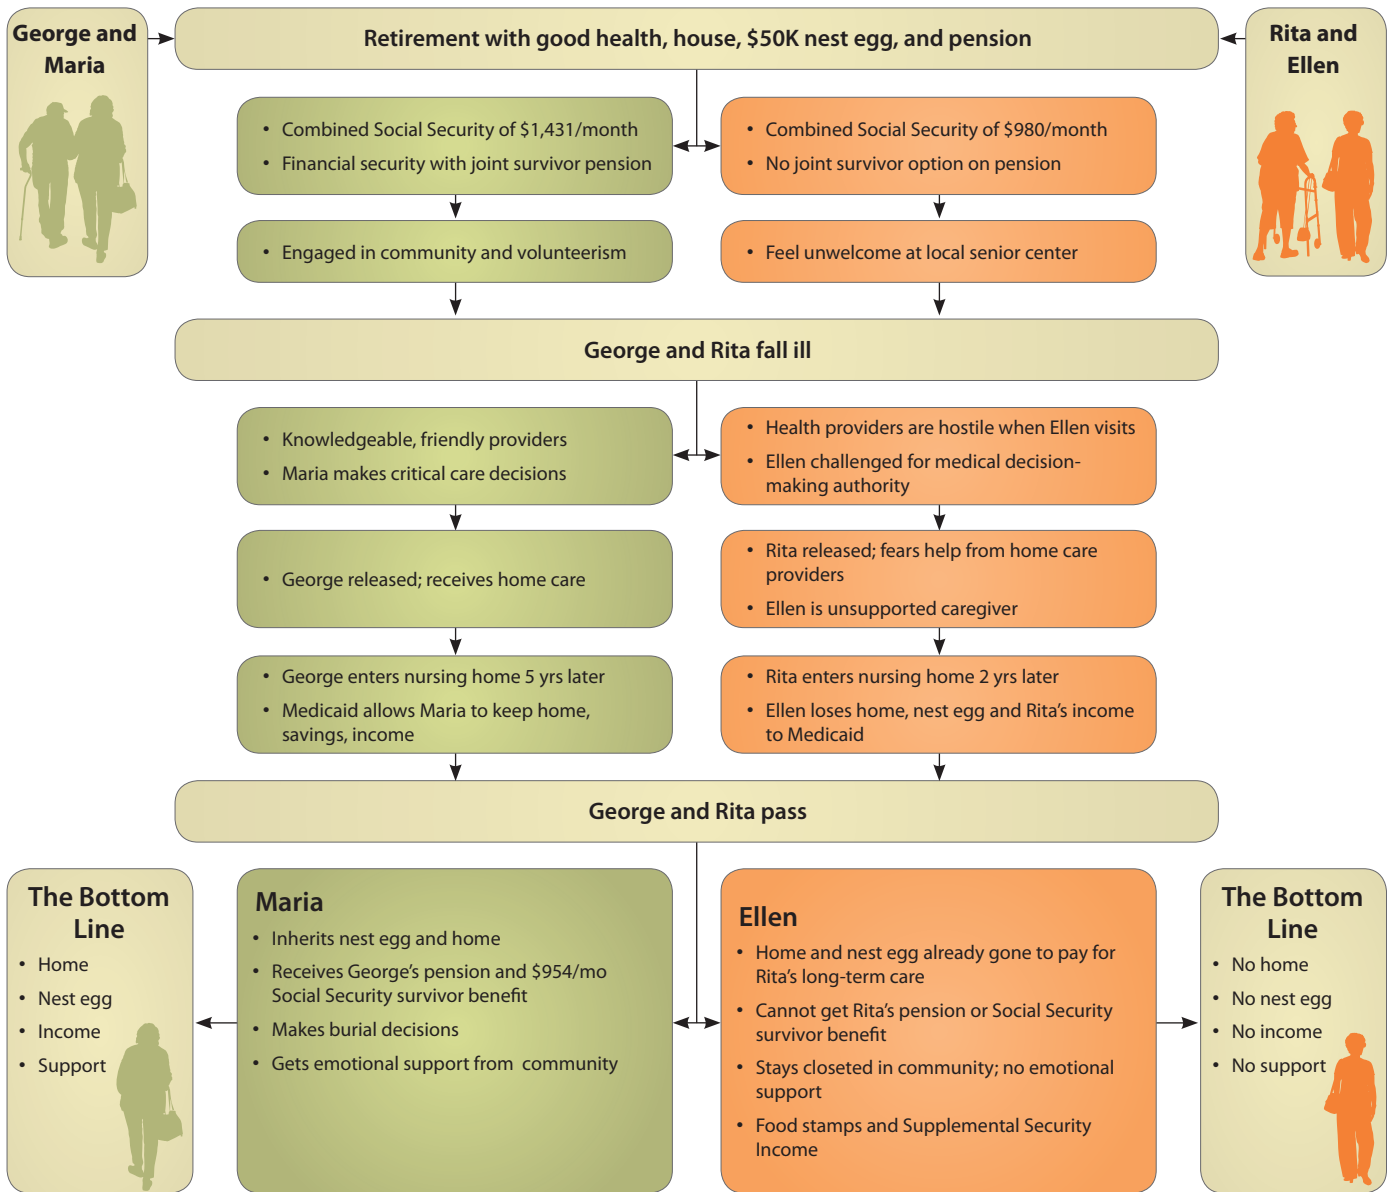 George and
Maria
Retirement with good health, house, $50K nest egg, and pension
Rita and
Ellen
• Combined Social Security of $1,431/month
• Financial security with joint survivor pension
• Combined Social Security of $980/month
• No joint survivor option on pension
• Engaged in community and volunteerism
• Feel unwelcome at local senior center
George and Rita fall ill
• Knowledgeable, friendly providers
• Maria makes critical care decisions
• Health providers are hostile when Ellen visits
• Ellen challenged for medical decision-
making authority
• George released; receives home care
• Rita released; fears help from home care
providers
• Ellen is unsupported caregiver
• George enters nursing home 5 yrs later
• Medicaid allows Maria to keep home,
savings, income
• Rita enters nursing home 2 yrs later
• Ellen loses home, nest egg and Rita's income
to Medicaid
George and Rita pass
The Bottom
Line
• Home
• Nest egg
• Income
• Support
Maria
• Inherits nest egg and home
• Receives George's pension and $954/mo
Social Security survivor benefit
• Makes burial decisions
• Gets emotional support from community
Ellen
• Home and nest egg already gone to pay for
Rita's long-term care
• Cannot get Rita's pension or Social Security
survivor benefit
• Stays closeted in community; no emotional
support
• Food stamps and Supplemental Security
Income
The Bottom
Line
• No home
• No nest egg
• No income
• No support